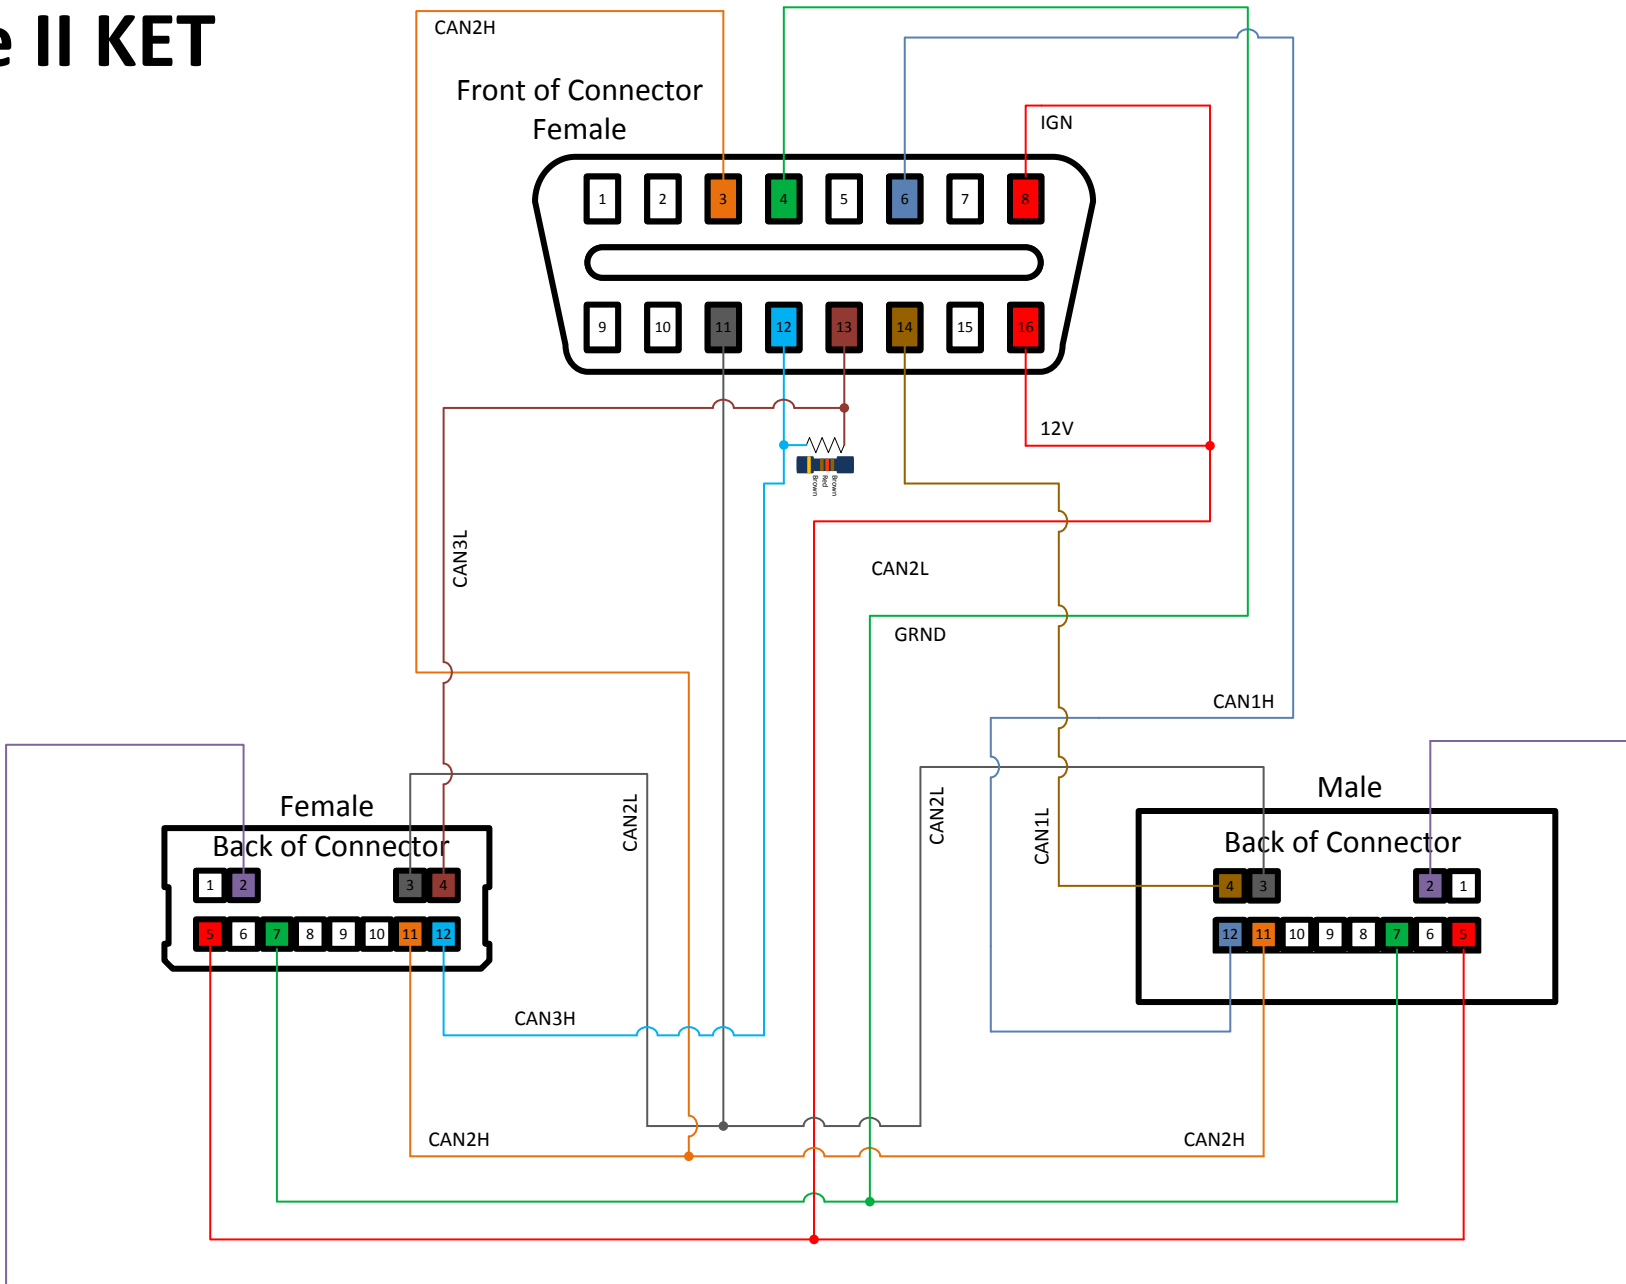 e II KET
CAN2H
Front of Connector
Female
IGN
1 2 3 4 5 6 7 8
9 10 11 12 13 14 15 16
12V
Brown
Red
Brown
CAN3L
CAN2L
GRND
CAN1H
CAN2L
CAN2L
CAN1L
Female
Back of Connector
1 2 3 4
5 6 7 8 9 10 11 12
Male
Back of Connector
4 3 2 1
12 11 10 9 8 7 6 5
CAN3H
CAN2H
CAN2H